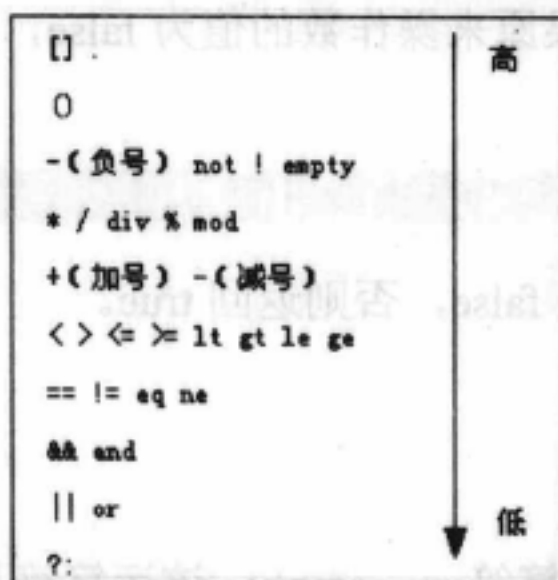 [] 高
()
-(负号) not ! empty
* / div % mod
+(加号) -(减号)
< > <= >= lt gt le ge
== != eq ne
&& and
|| or 低
?: